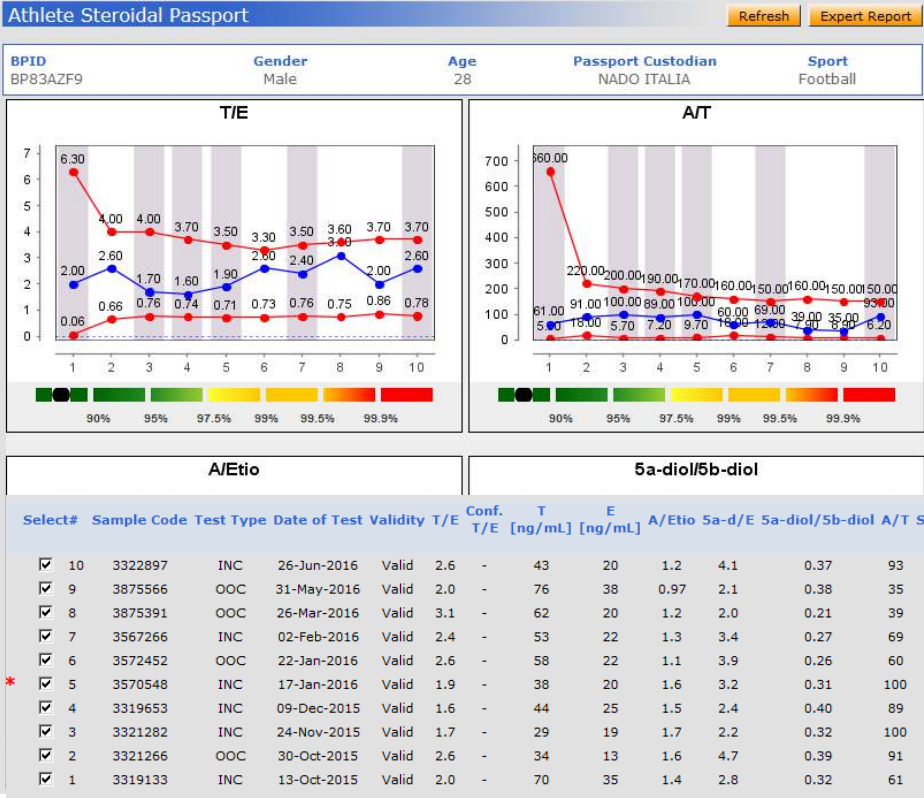 Athlete Steroidal Passport Refresh Expert Report
BPID Gender Age Passport Custodian Sport
BP83AZF9 Male 28 NADO ITALIA Football
T/E
7
6
5
4
3
2
1
0
6.30 4.00 4.00 3.70 3.50 3.30 3.50 3.60 3.70 3.70
2.00 2.60 1.70 1.60 1.90 2.60 2.40 2.00 2.60
0.06 0.66 0.76 0.74 0.71 0.73 0.76 0.75 0.86 0.78
1 2 3 4 5 6 7 8 9 10
90% 95% 97.5% 99% 99.5% 99.9%
A/T
700
600
500
400
300
200
100
0
660.00 220.00 200.00 190.00 170.00 160.00 150.00 160.00 150.00 150.00
61.00 91.00 100.00 89.00 100.00 60.00 69.00 39.00 35.00 93.00
18.00 5.70 7.20 9.70 7.90 6.20
1 2 3 4 5 6 7 8 9 10
90% 95% 97.5% 99% 99.5% 99.9%
A/Etio
5a-diol/5b-diol
Select# Sample Code Test Type Date of Test Validity T/E Conf. T/E T [ng/mL] E [ng/mL] A/Etio 5a-d/E 5a-diol/5b-diol A/T S
10 3322897 INC 26-Jun-2016 Valid 2.6 - 43 20 1.2 4.1 0.37 93
9 3875566 OOC 31-May-2016 Valid 2.0 - 76 38 0.97 2.1 0.38 35
8 3875391 OOC 26-Mar-2016 Valid 3.1 - 62 20 1.2 2.0 0.21 39
7 3567266 INC 02-Feb-2016 Valid 2.4 - 53 22 1.3 3.4 0.27 69
6 3572452 OOC 22-Jan-2016 Valid 2.6 - 58 22 1.1 3.9 0.26 60
* 5 3570548 INC 17-Jan-2016 Valid 1.9 - 38 20 1.6 3.2 0.31 100
4 3319653 INC 09-Dec-2015 Valid 1.6 - 44 25 1.5 2.4 0.40 89
3 3321282 INC 24-Nov-2015 Valid 1.7 - 29 19 1.7 2.2 0.32 100
2 3321266 OOC 30-Oct-2015 Valid 2.6 - 34 13 1.6 4.7 0.39 91
1 3319133 INC 13-Oct-2015 Valid 2.0 - 70 35 1.4 2.8 0.32 61